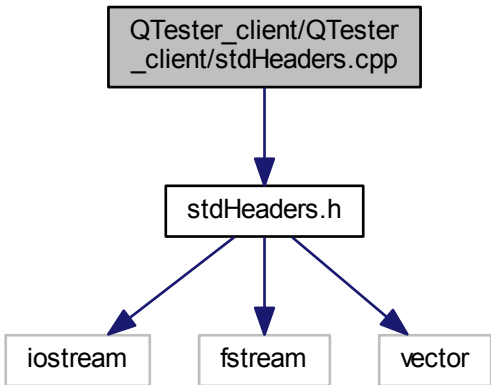 QTester_client/QTester
_client/stdHeaders.cpp
stdHeaders.h
iostream
fstream
vector